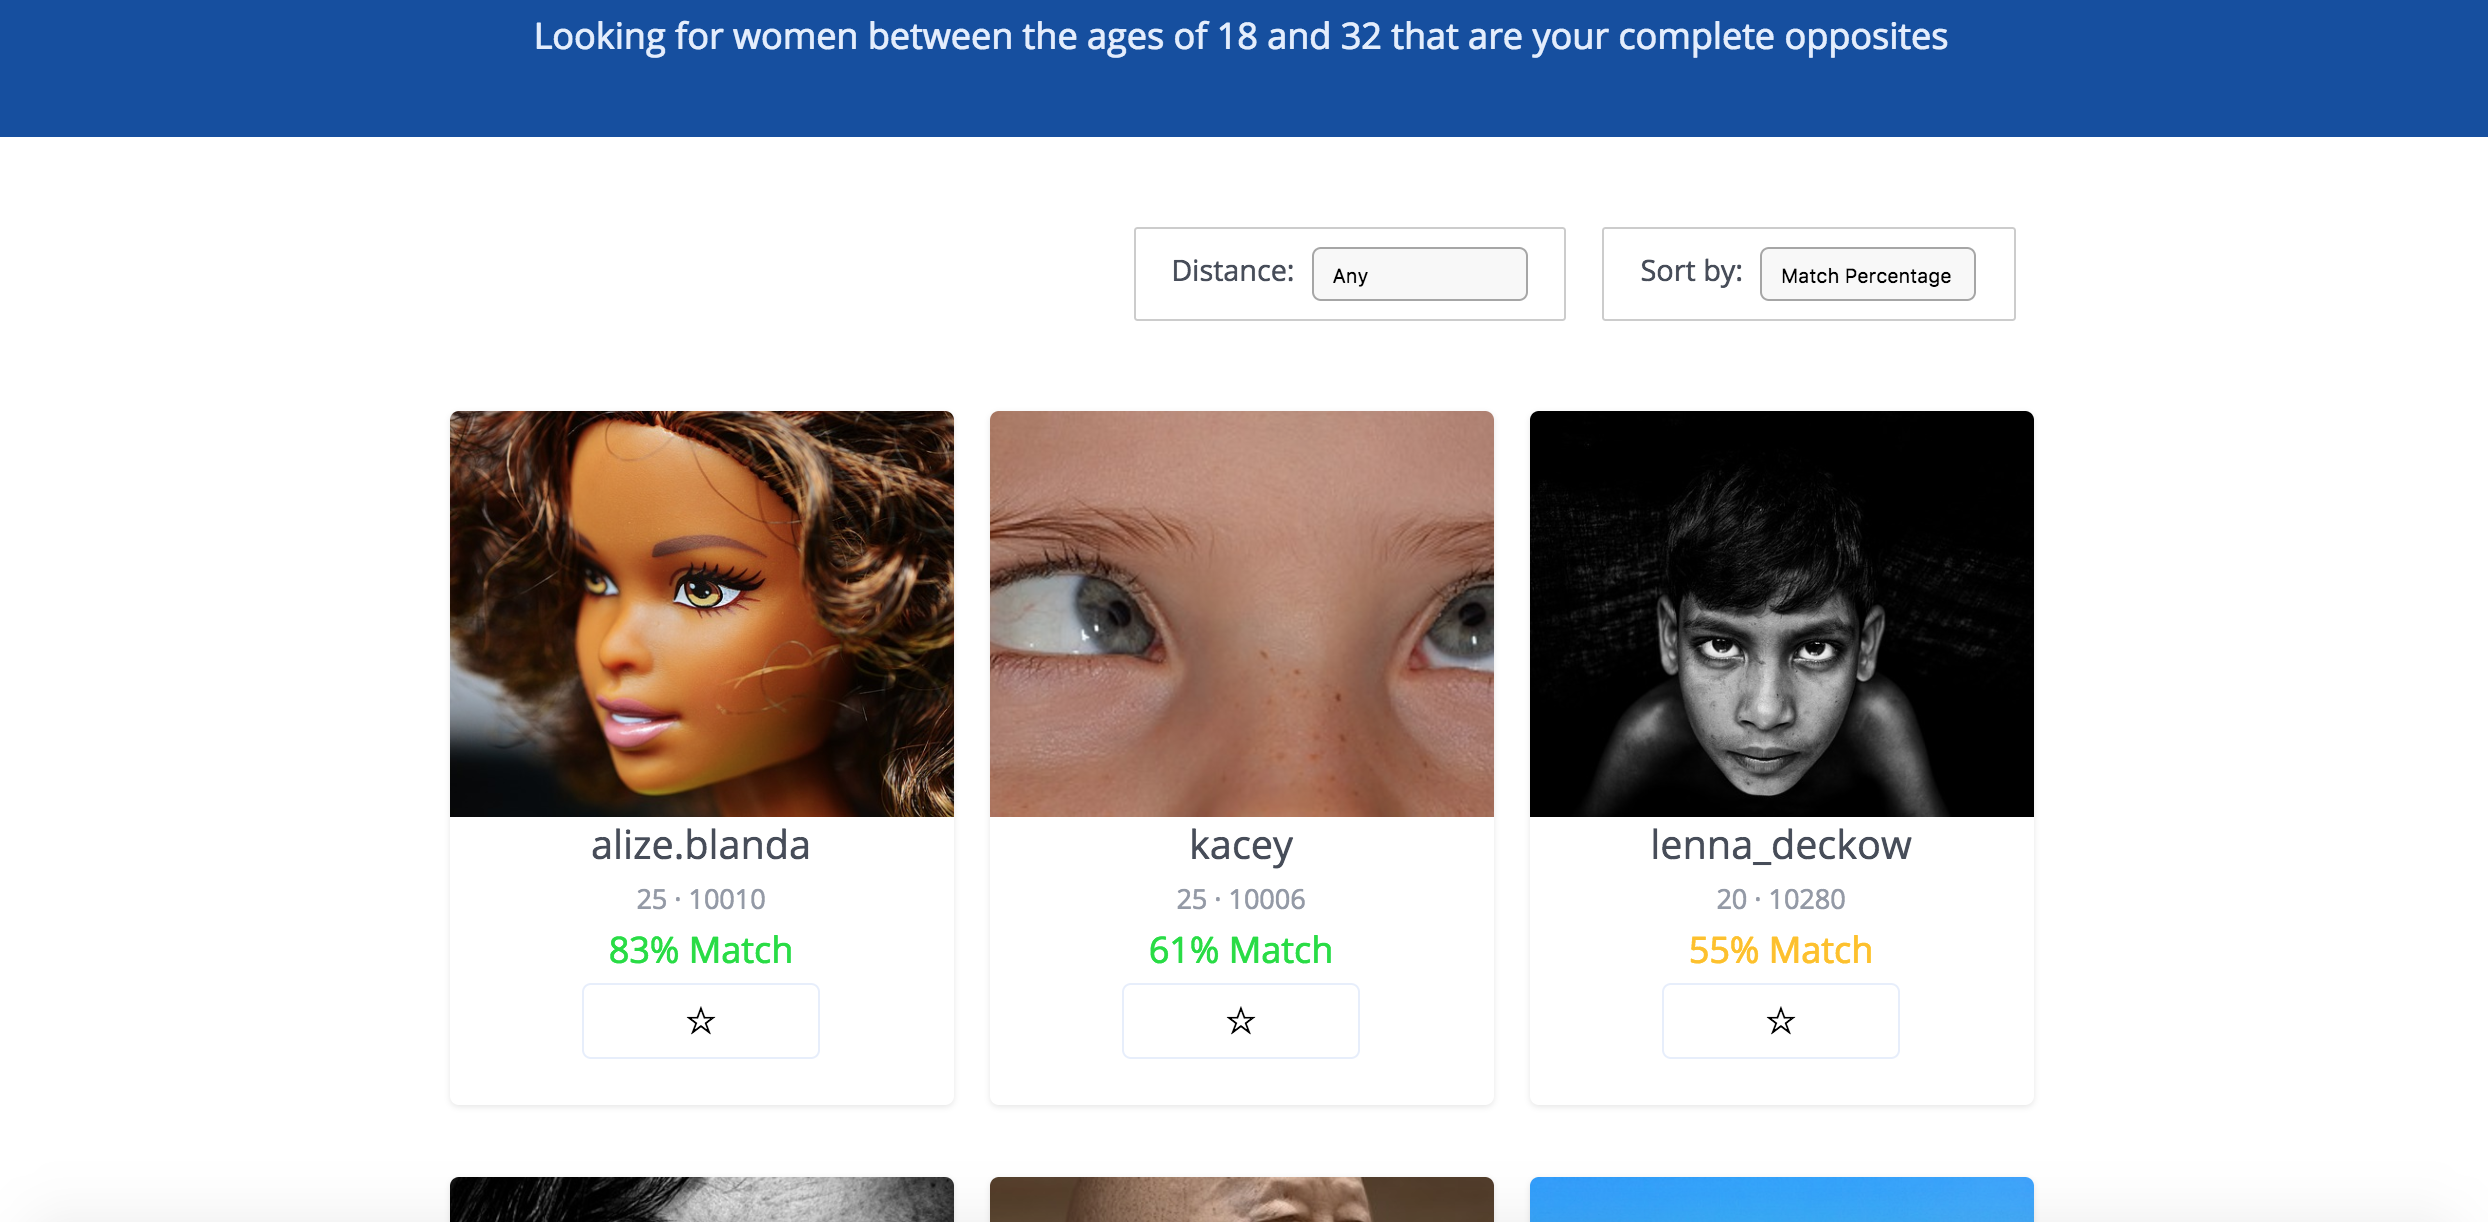 Looking for women between the ages of 18 and 32 that are your complete opposites
Distance: Any
Sort by: Match Percentage
alize.blanda
25 · 10010
83% Match
☆
kacey
25 · 10006
61% Match
☆
lenna_deckow
20 · 10280
55% Match
☆